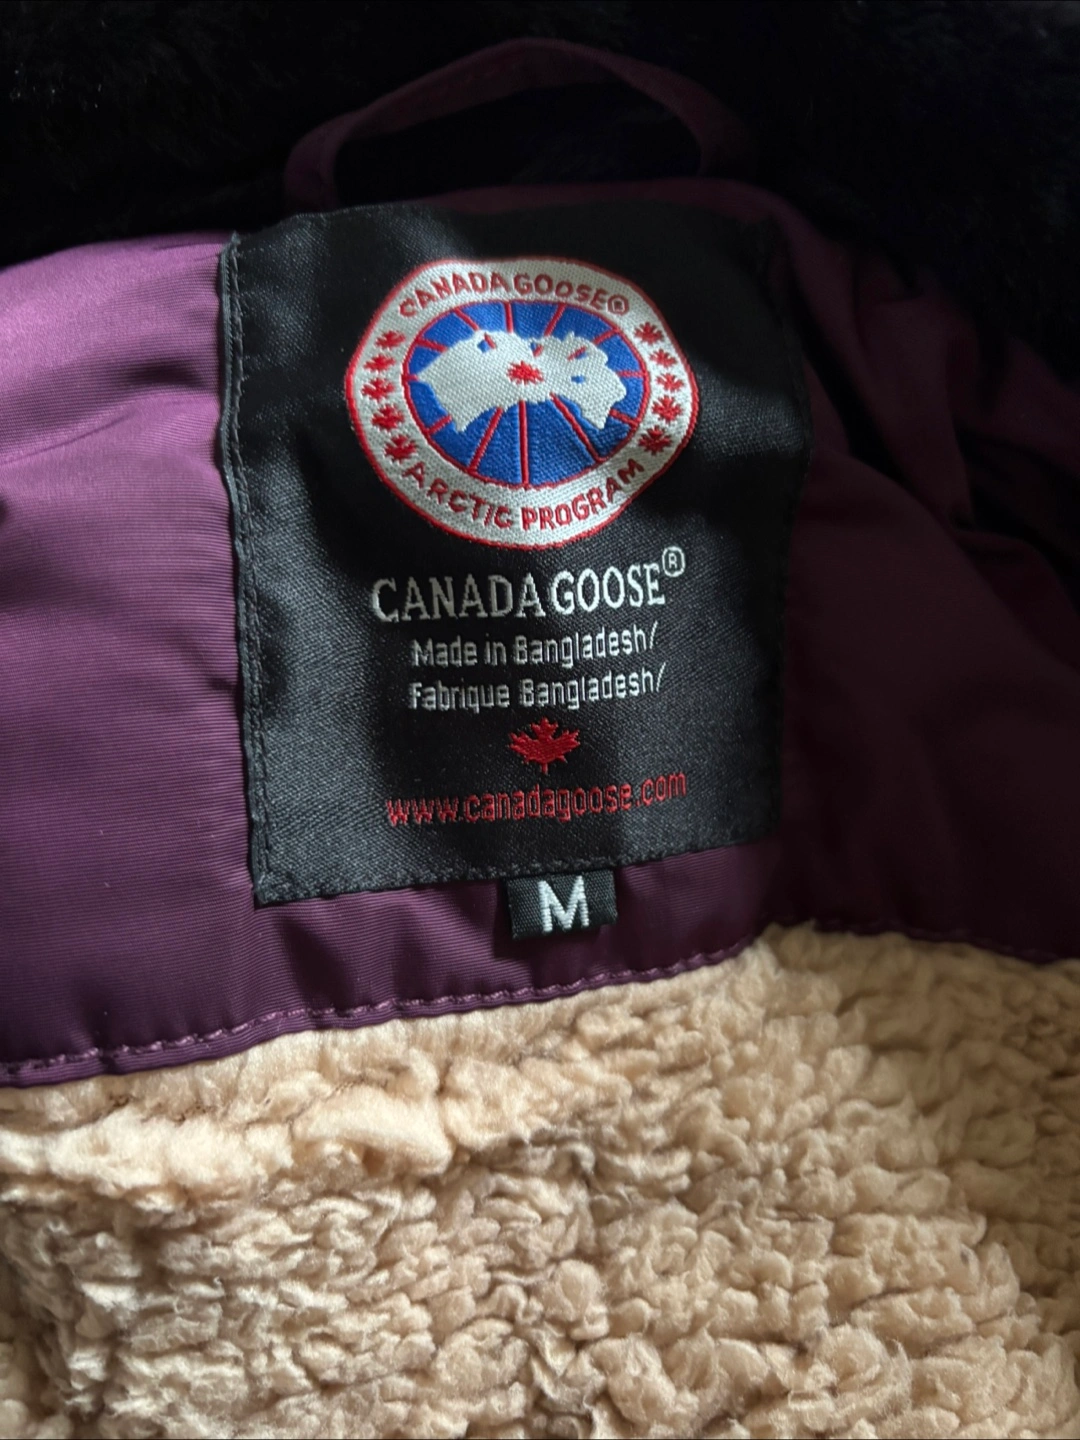 CANADA GOOSE®
ARCTIC PROGRAM
CANADA GOOSE®
Made in Bangladesh/
Fabrique Bangladesh/
www.canadagoose.com
M